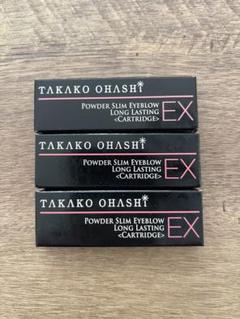 TAKAKO OHASHi
POWDER SLIM EYEBLOW
LONG LASTING
<CARTRIDGE>
EX
TAKAKO OHASHi
POWDER SLIM EYEBLOW
LONG LASTING
<CARTRIDGE>
EX
TAKAKO OHASHi
POWDER SLIM EYEBLOW
LONG LASTING
<CARTRIDGE>
EX